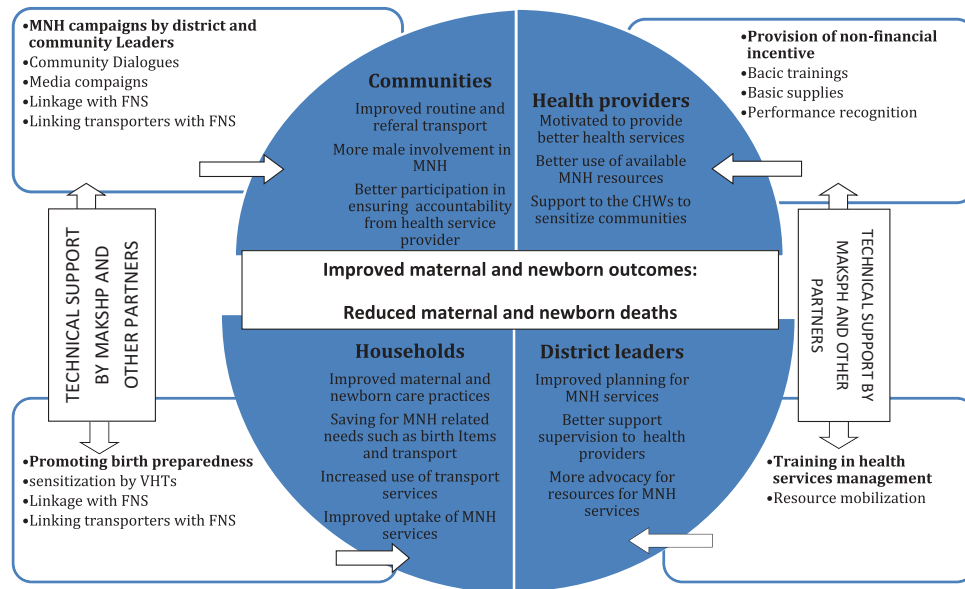 •MNH campaigns by district and
community Leaders
•Community Dialogues
•Media compaigns
•Linkage with FNS
•Linking transporters with FNS
Communities
Improved routine and
referal transport
More male involvement in
MNH
Better participation in
ensuring accountability
from health service
provider
Health providers
Motivated to provide
better health services
Better use of available
MNH resources
Support to the CHWs to
sensitize communities
•Provision of non-financial
incentive
•Bacic trainings
•Basic supplies
•Performance recognition
TECHNICAL SUPPORT
BY MAKSHP AND
OTHER PARTNERS
Improved maternal and newborn outcomes:
Reduced maternal and newborn deaths
TECHNICAL SUPPORT BY
MAKSPH AND OTHER
PARTNERS
•Promoting birth preparedness
•sensitization by VHTs
•Linkage with FNS
•Linking transporters with FNS
Households
Improved maternal and
newborn care practices
Saving for MNH related
needs such as birth Items
and transport
Increased use of transport
services
Improved uptake of MNH
services
District leaders
Improved planning for
MNH services
Better support
supervision to health
providers
More advocacy for
resources for MNH
services
•Training in health
services management
•Resource mobilization